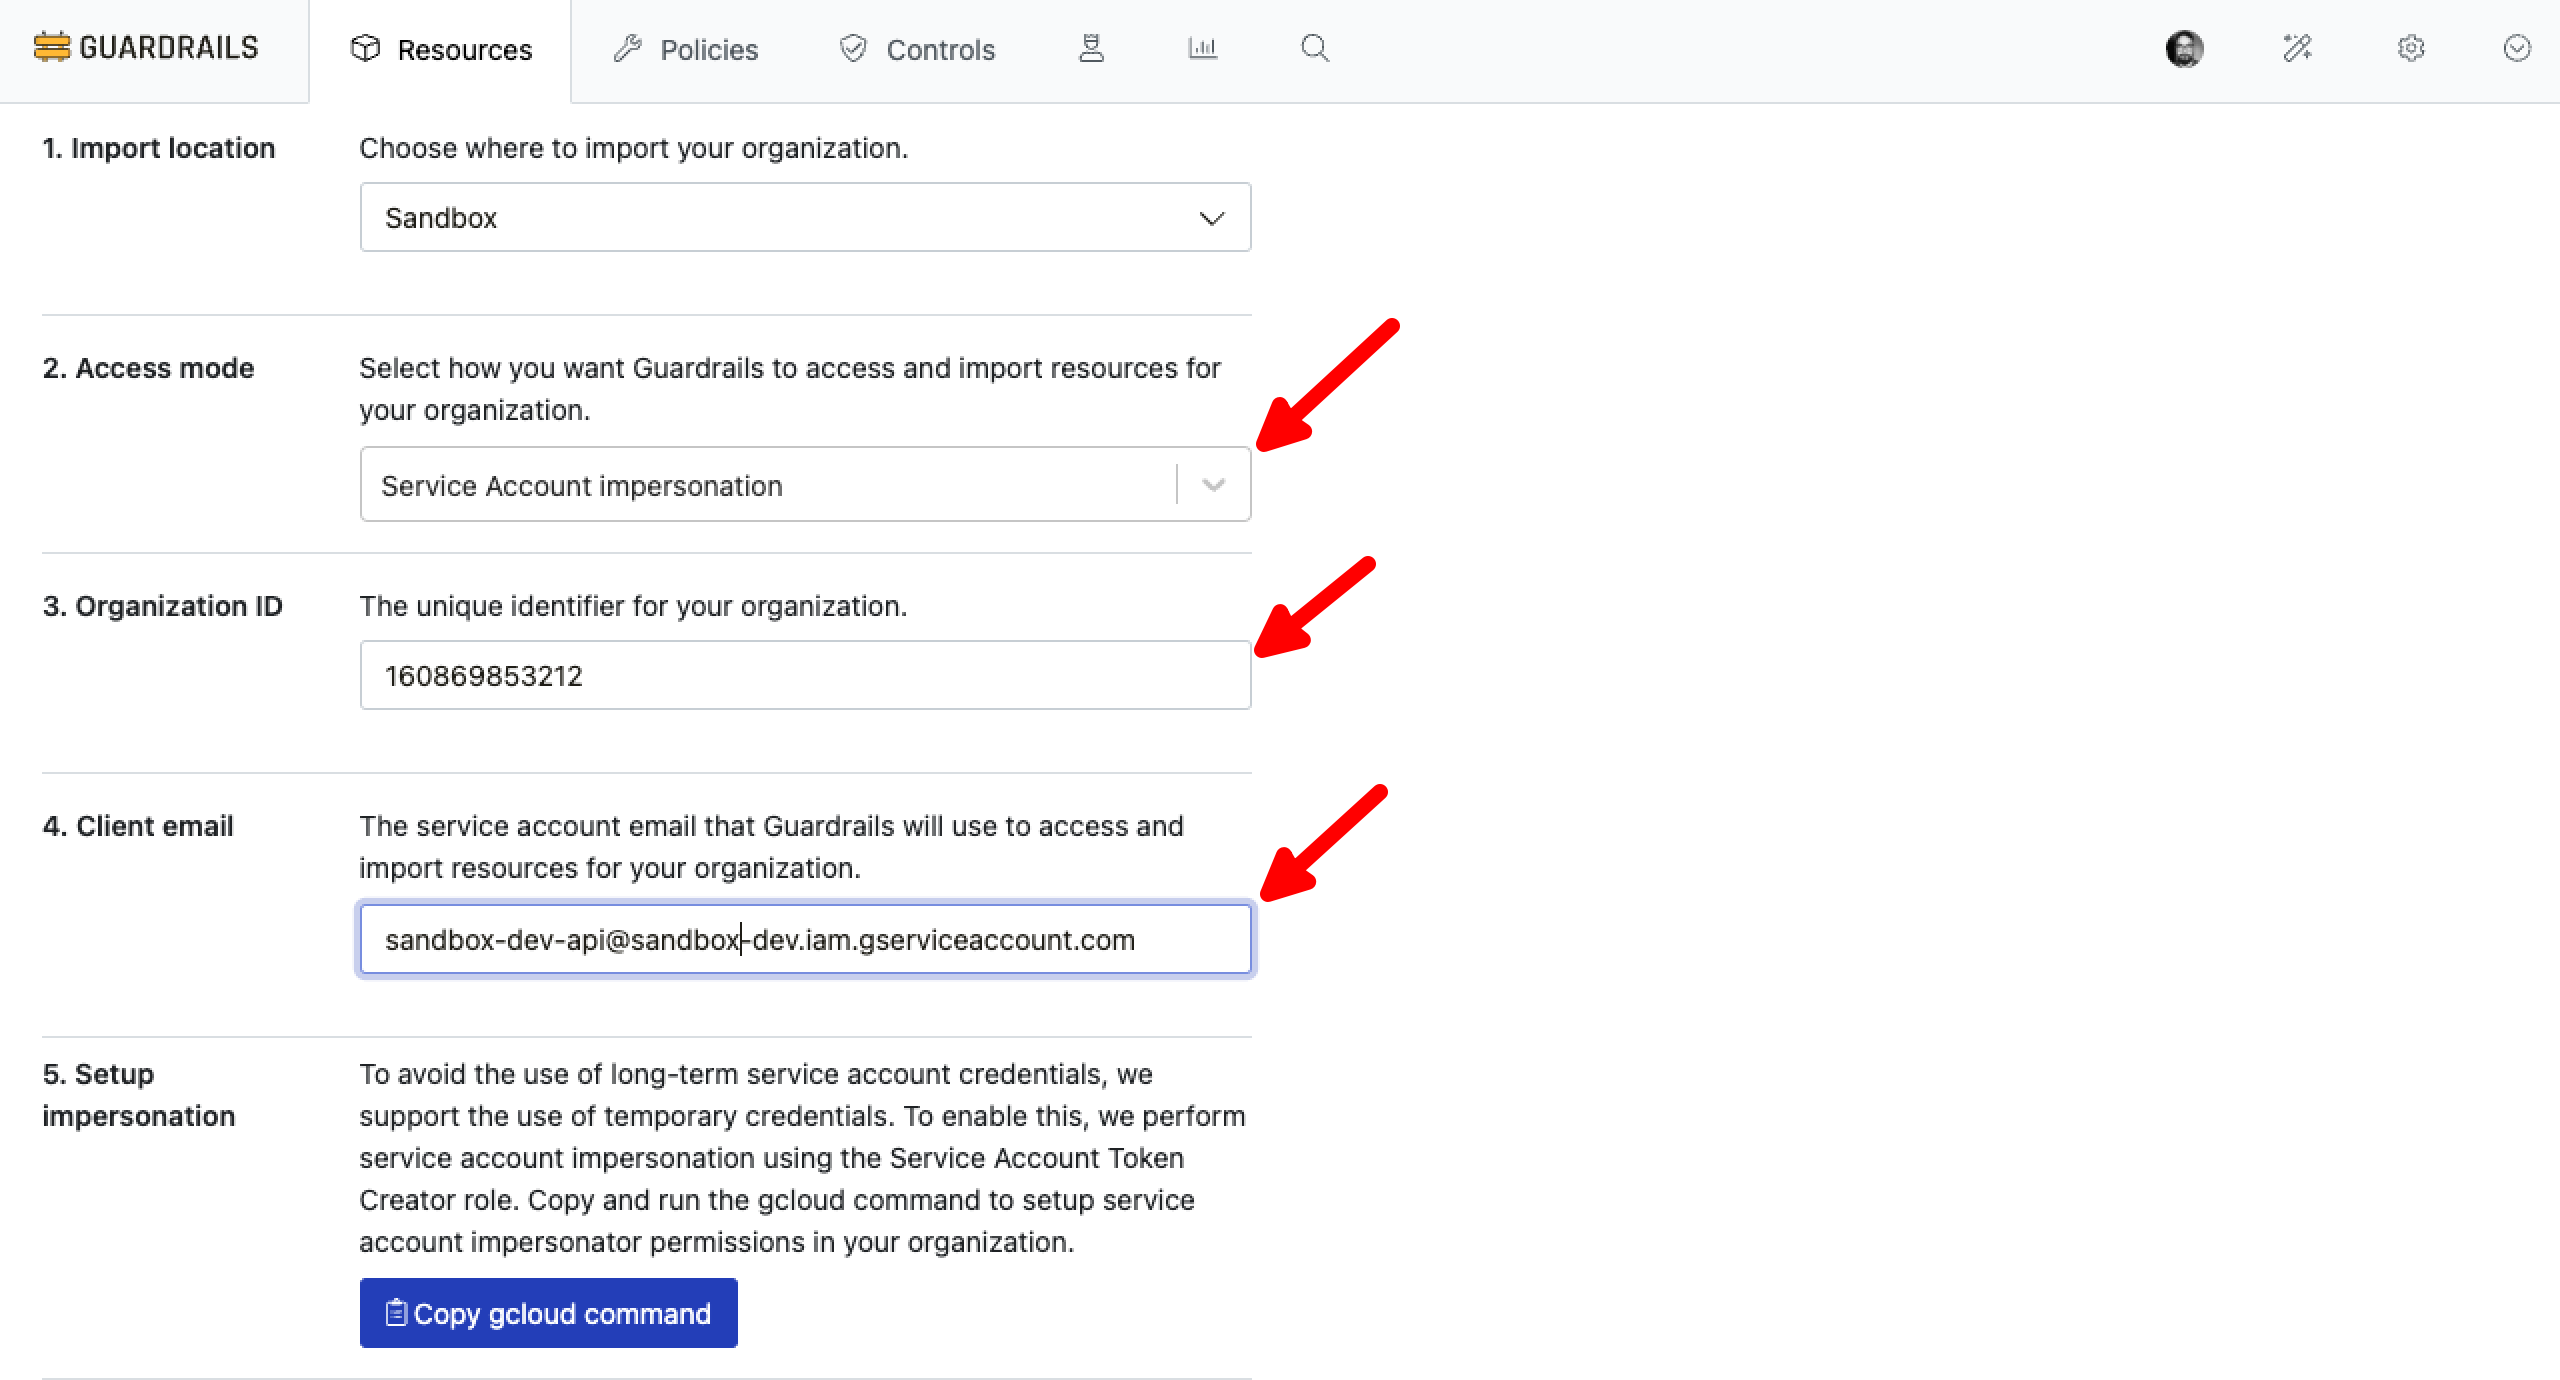 GUARDRAILS
Resources
Policies
Controls
1. Import location
Choose where to import your organization.
Sandbox
2. Access mode
Select how you want Guardrails to access and import resources for
your organization.
Service Account impersonation
3. Organization ID
The unique identifier for your organization.
160869853212
4. Client email
The service account email that Guardrails will use to access and
import resources for your organization.
sandbox-dev-api@sandbox-dev.iam.gserviceaccount.com
5. Setup
impersonation
To avoid the use of long-term service account credentials, we
support the use of temporary credentials. To enable this, we perform
service account impersonation using the Service Account Token
Creator role. Copy and run the gcloud command to setup service
account impersonator permissions in your organization.
Copy gcloud command